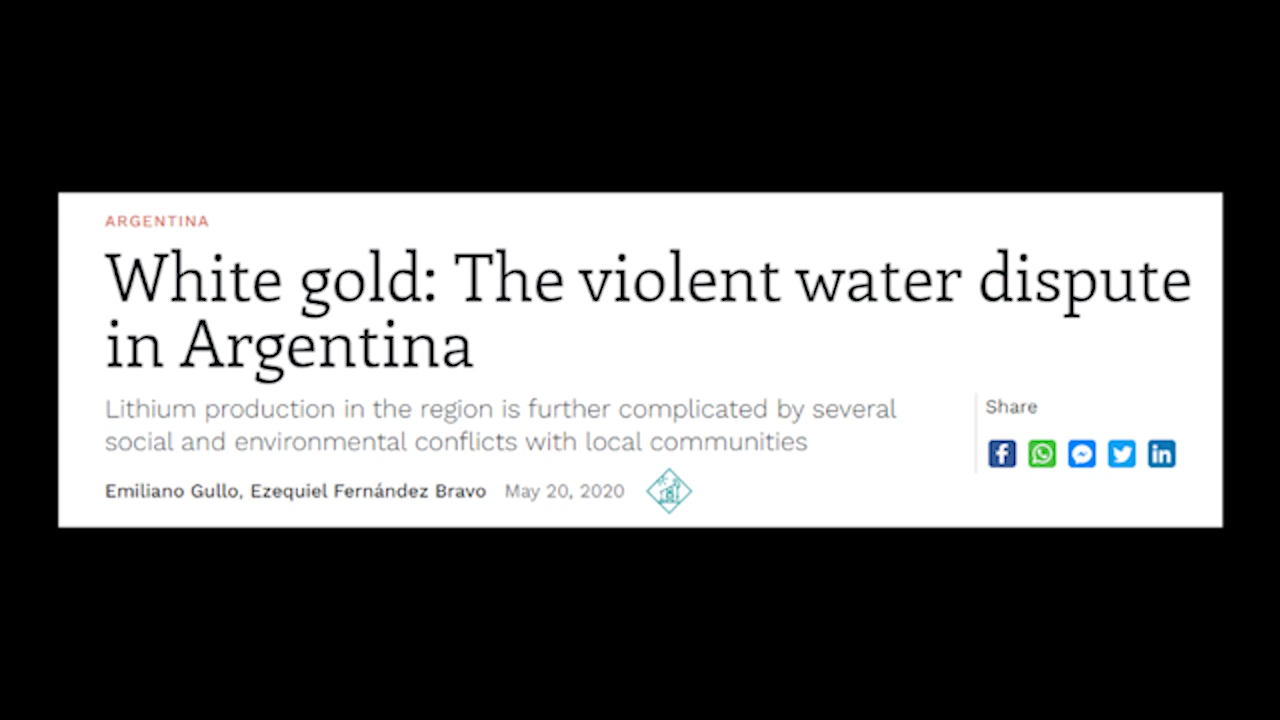 ARGENTINA
White gold: The violent water dispute
in Argentina
Lithium production in the region is further complicated by several
social and environmental conflicts with local communities
Share
Emiliano Gullo, Ezequiel Fernández Bravo May 20, 2020